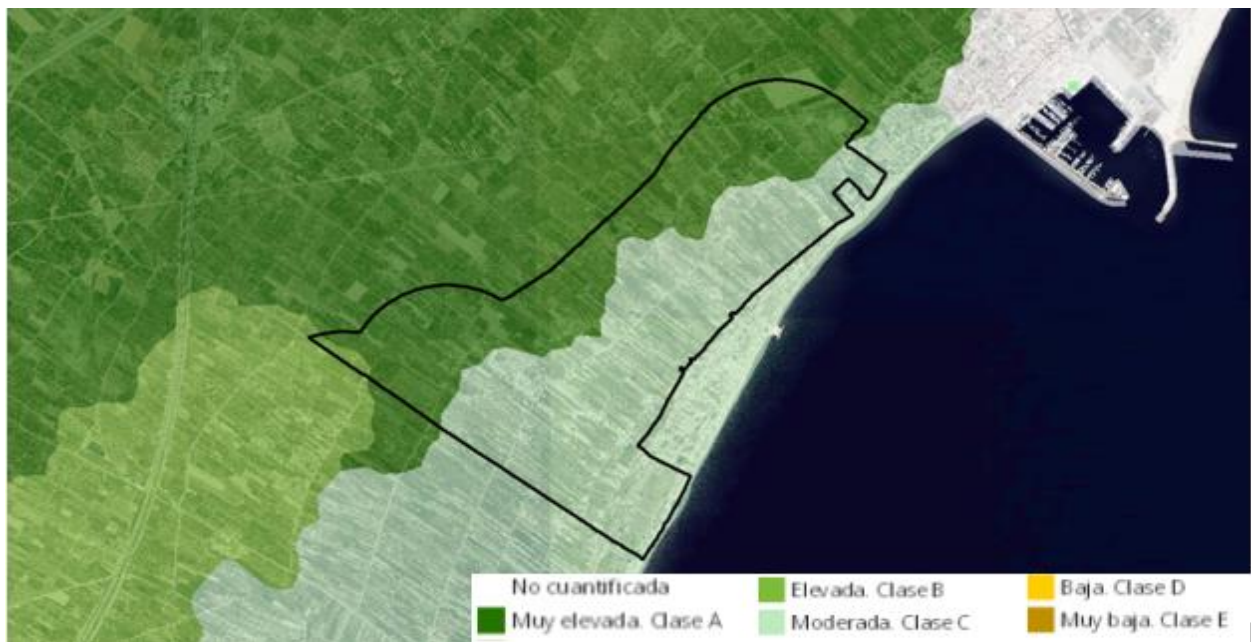 No cuantificada
Elevada. Clase B
Baja. Clase D
Muy elevada. Clase A
Moderada. Clase C
Muy baja. Clase E